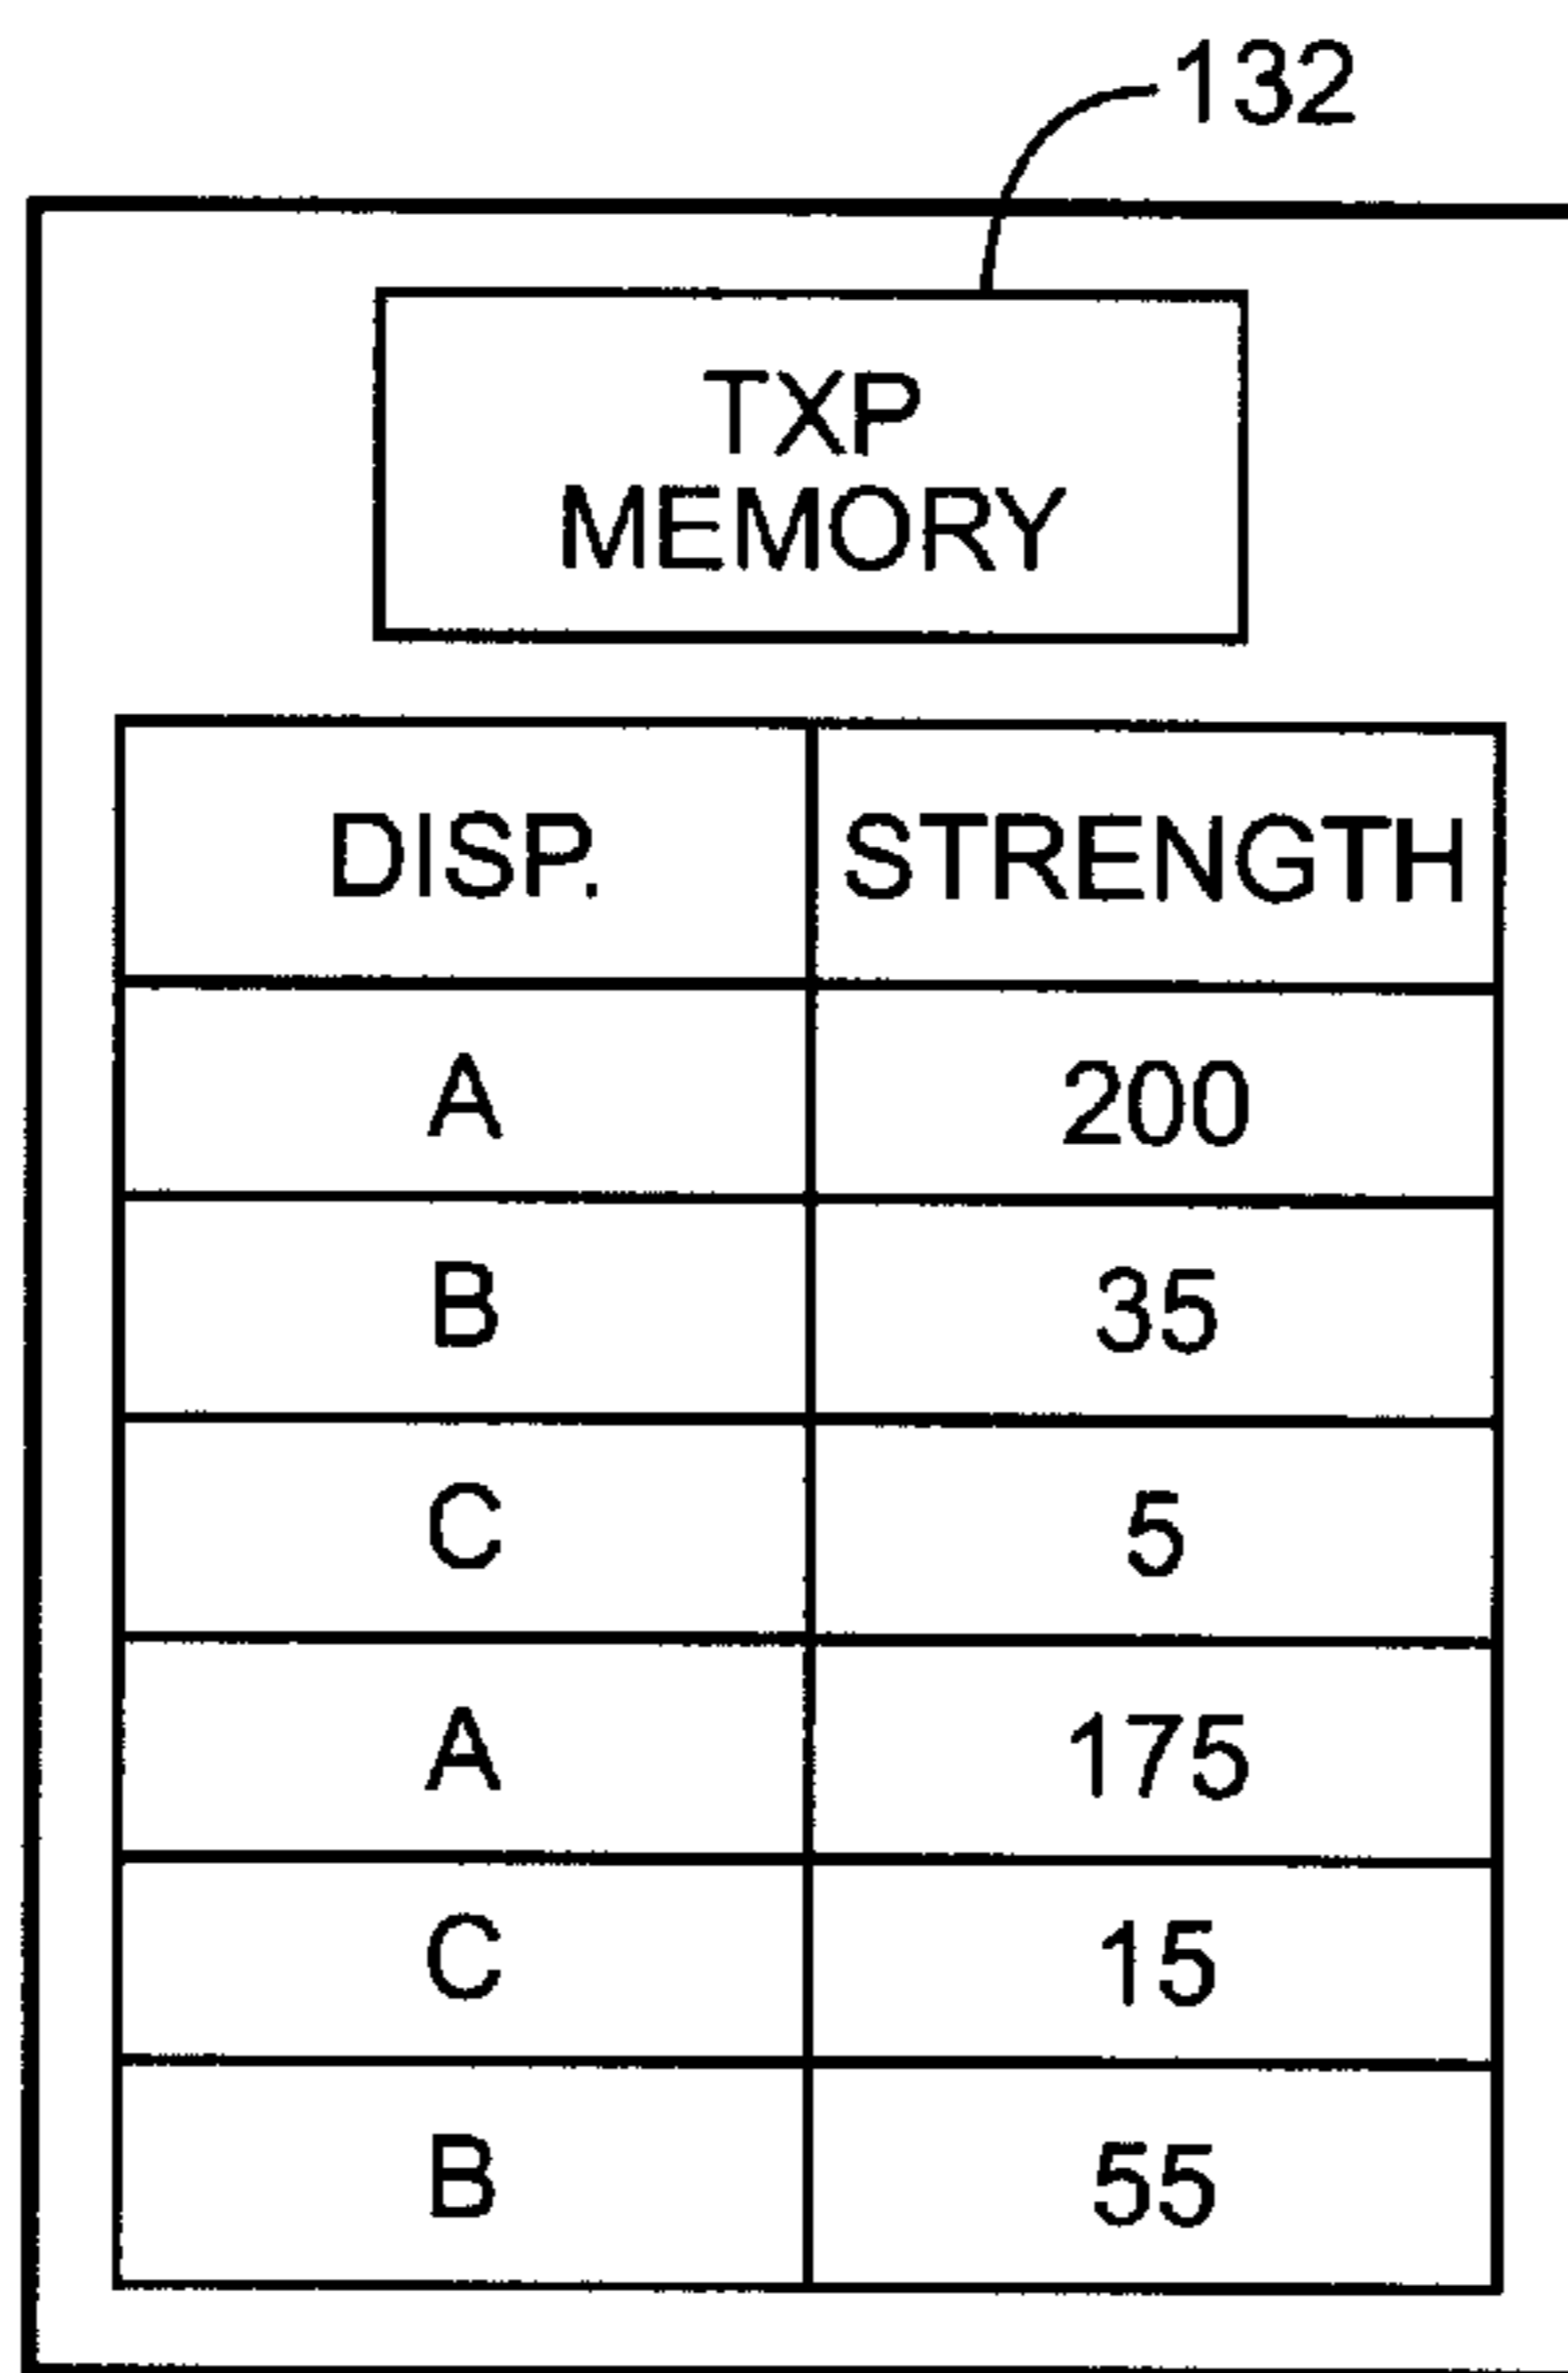 132
TXP
MEMORY
DISP. STRENGTH
A 200
B 35
C 5
A 175
C 15
B 55